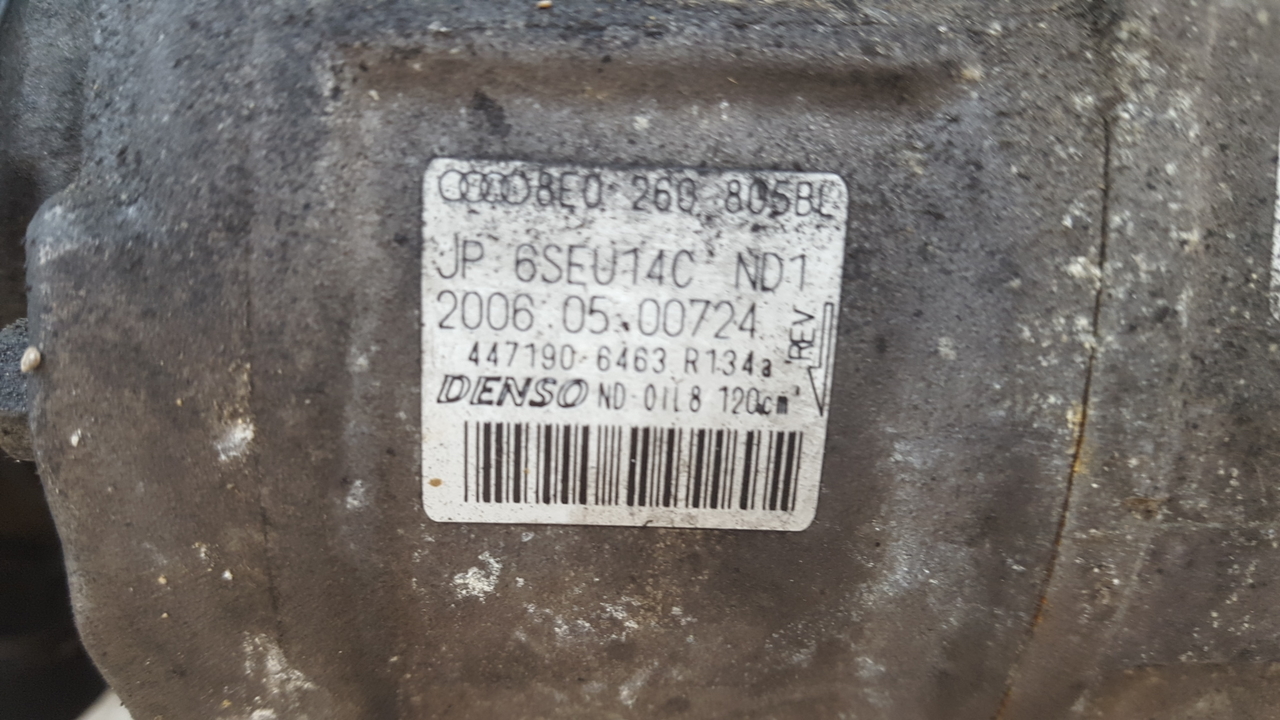 8E0 260 805BL
JP 6SEU14C ND1
2006.05.00724
447190-6463 R134a
REV
DENSO ND-OIL8 120cm³